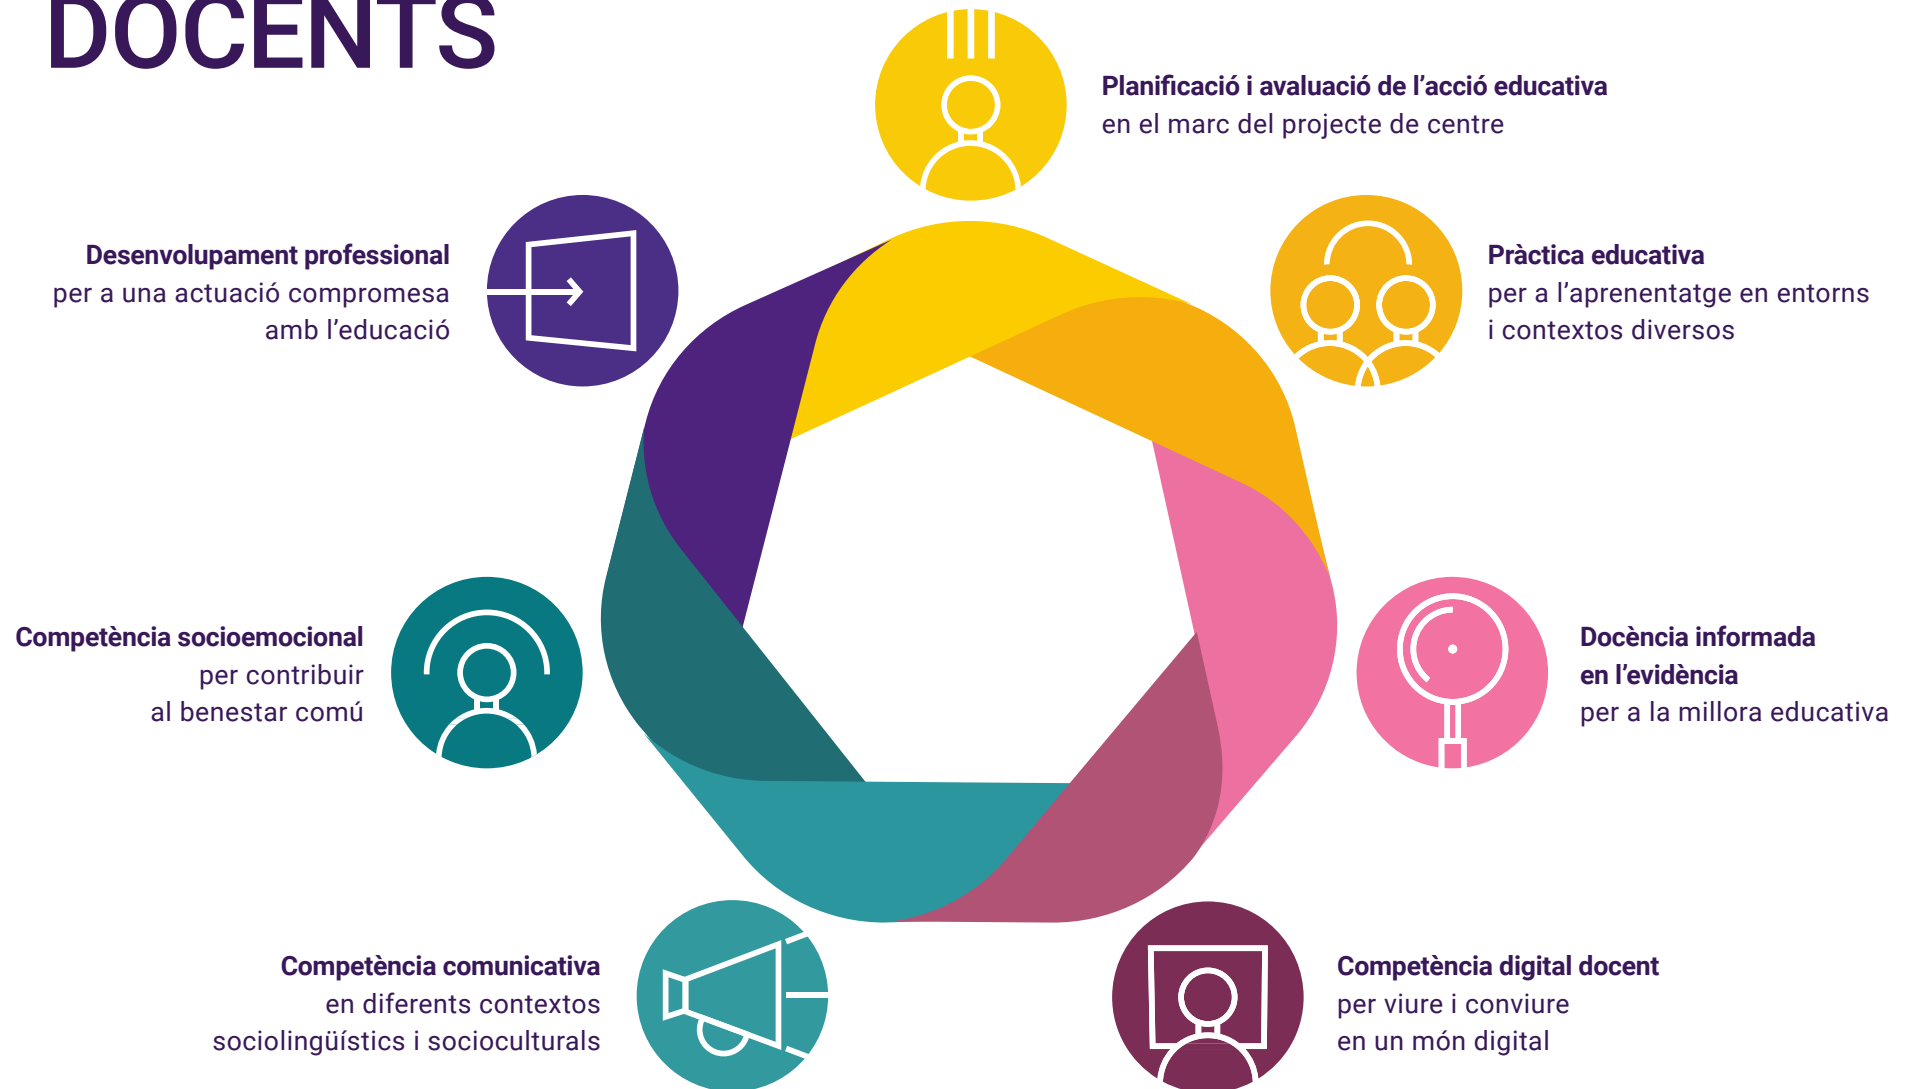 DOCENTS
Planificació i avaluació de l’acció educativa
en el marc del projecte de centre
Desenvolupament professional
per a una actuació compromesa
amb l’educació
Pràctica educativa
per a l’aprenentatge en entorns
i contextos diversos
Competència socioemocional
per contribuir
al benestar comú
Docència informada
en l’evidència
per a la millora educativa
Competència comunicativa
en diferents contextos
sociolingüístics i socioculturals
Competència digital docent
per viure i conviure
en un món digital